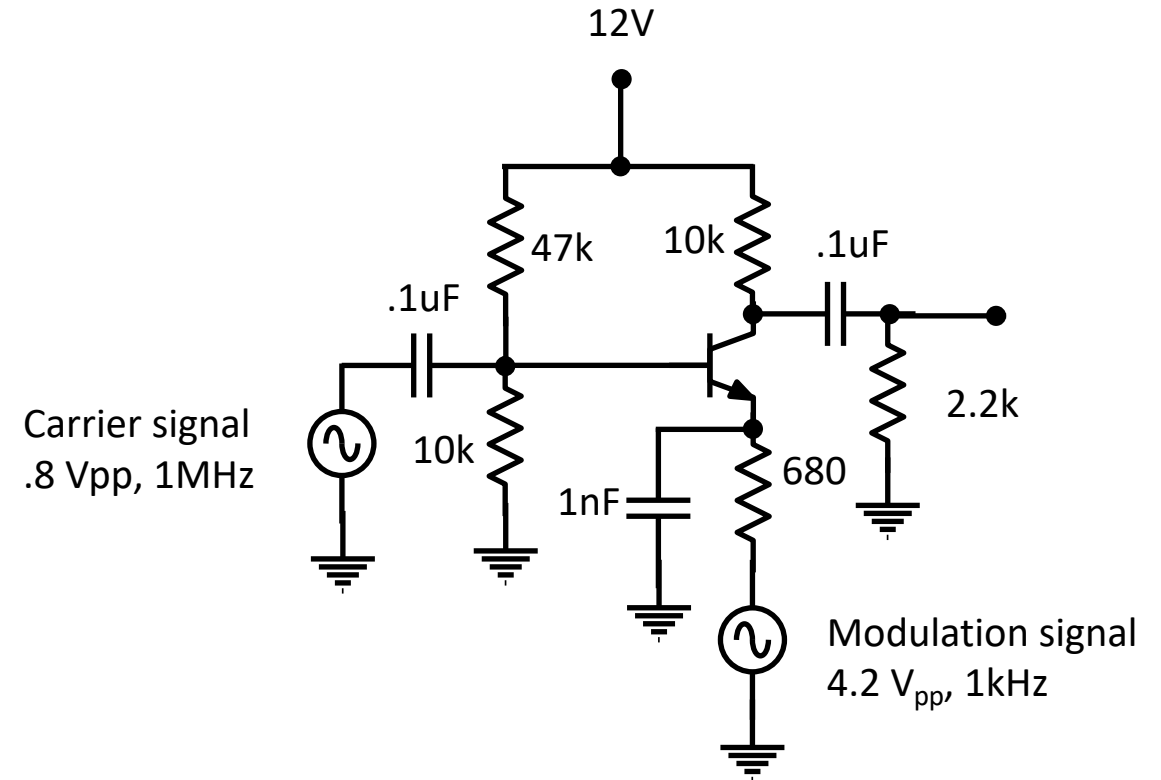 12V
47k
10k
.1uF
.1uF
Carrier signal
.8 Vpp, 1MHz
10k
2.2k
680
1nF
Modulation signal
4.2 Vpp, 1kHz